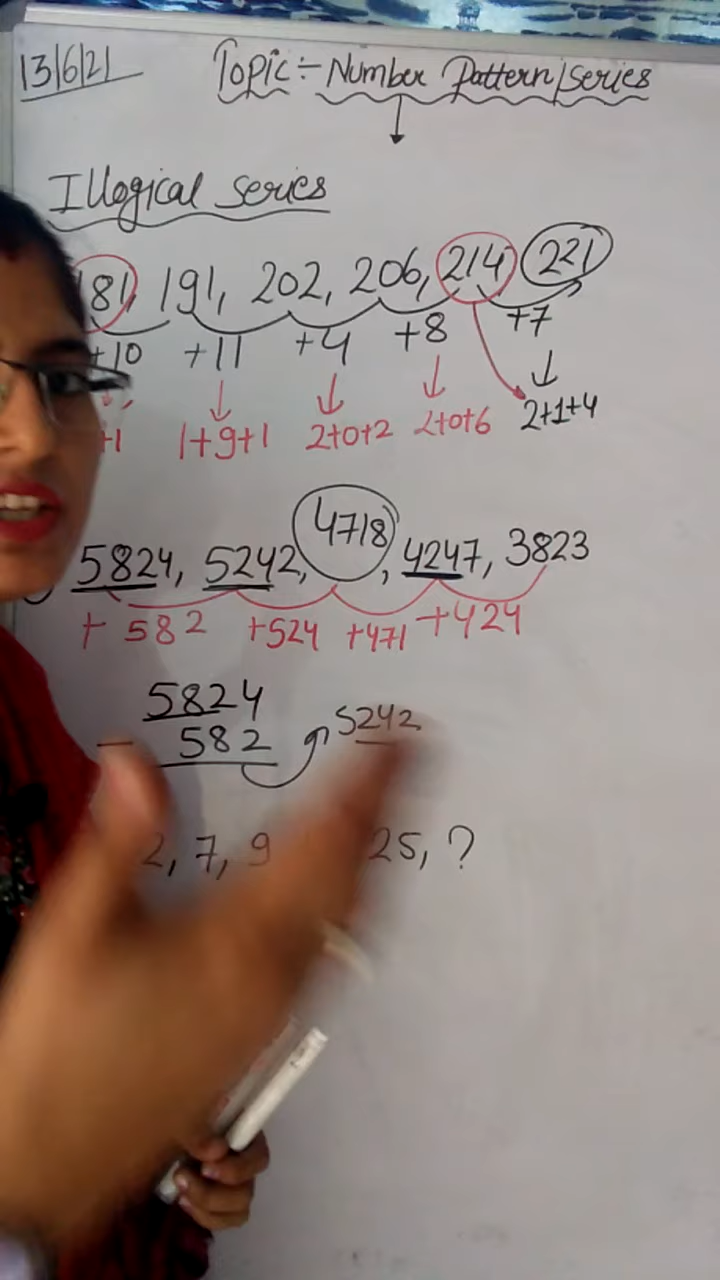 13/6/21 Topic:- Number Pattern/series
Illogical series
181, 191, 202, 206, 214, 221
+10 +11 +4 +8 +7
+1 1+9+1 2+0+2 2+0+6 2+1+4
5824, 5242, 4718, 4247, 3823
+ 582 +524 +471 +424
5824
- 582 5242
2, 7, 9 25, ?